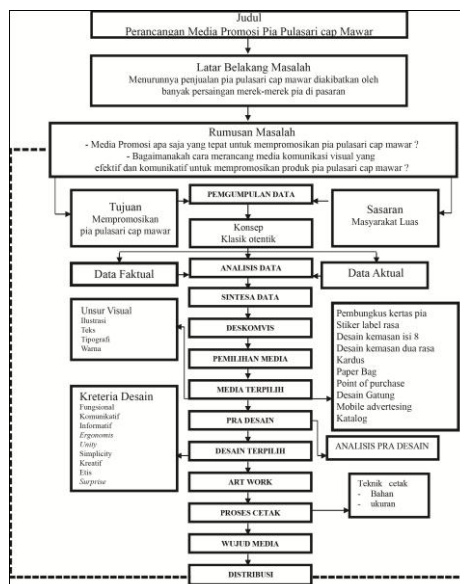 Judul
Perancangan Media Promosi Pia Pulasari cap Mawar
Latar Belakang Masalah
Menurunnya penjualan pia pulasari cap mawar diakibatkan oleh
banyak persaingan merek-merek pia di pasaran
Rumusan Masalah
- Media Promosi apa saja yang tepat untuk mempromosikan pia pulasari cap mawar ?
- Bagaimanakah cara merancang media komunikasi visual yang
efektif dan komunikatif untuk mempromosikan produk pia pulasari cap mawar ?
Tujuan
Mempromosikan
pia pulasari cap mawar
PEMGUMPULAN DATA
Sasaran
Masyarakat Luas
Konsep
Klasik otentik
Data Faktual
ANALISIS DATA
Data Aktual
SINTESA DATA
Unsur Visual
Ilustrasi
Teks
Tipografi
Warna
DESKOMVIS
PEMILIHAN MEDIA
MEDIA TERPILIH
Pembungkus kertas pia
Stiker label rasa
Desain kemasan isi 8
Desain kemasan dua rasa
Kardus
Paper Bag
Point of purchase
Desain Gatung
Mobile advertesing
Katalog
Kreteria Desain
Fungsional
Komunikatif
Informatif
Ergonomis
Unity
Simplicity
Kreatif
Etis
Surprise
PRA DESAIN
ANALISIS PRA DESAIN
DESAIN TERPILIH
ART WORK
PROSES CETAK
Teknik cetak
- Bahan
- ukuran
WUJUD MEDIA
DISTRIBUSI